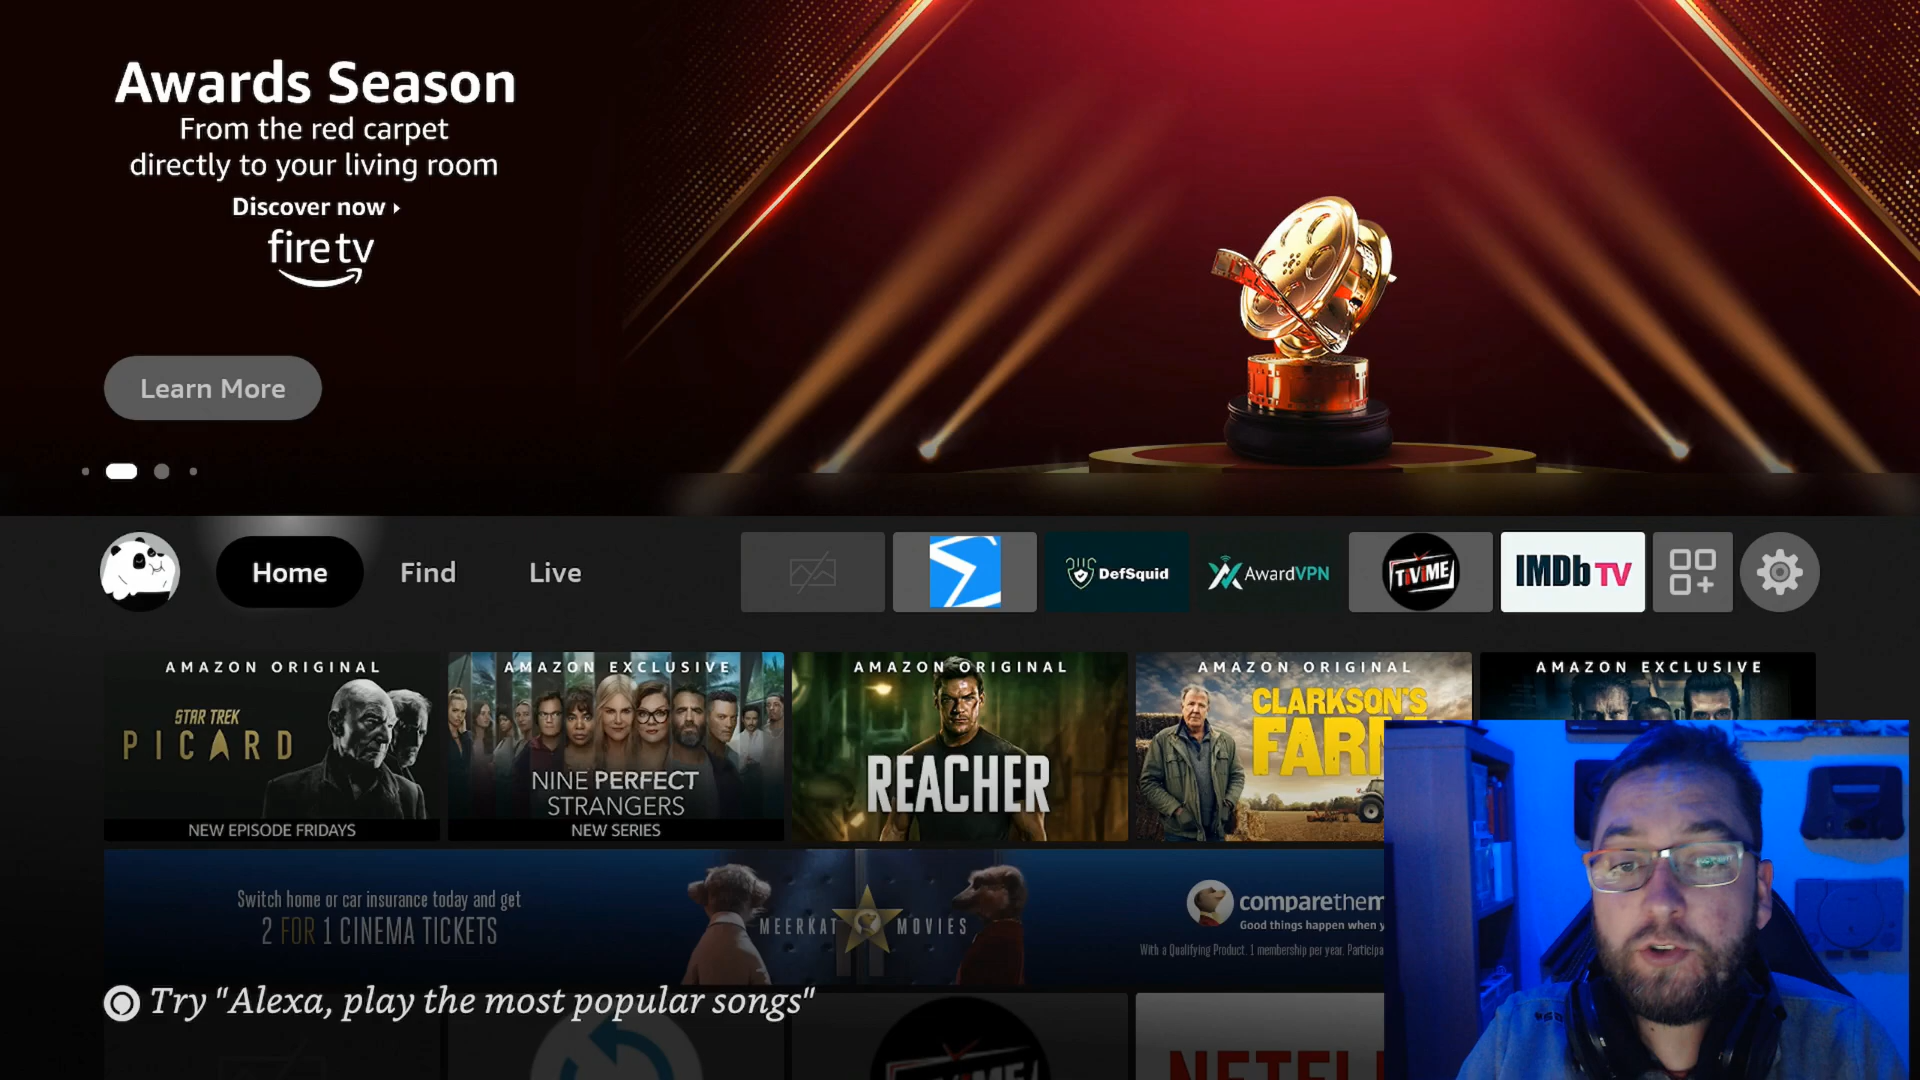 Awards Season
From the red carpet
directly to your living room
Discover now
fire tv
Learn More
Home
Find
Live
DefSquid
AwardVPN
TiViME
IMDb TV
AMAZON ORIGINAL
STAR TREK
PICARD
NEW EPISODE FRIDAYS
AMAZON EXCLUSIVE
NINE PERFECT
STRANGERS
NEW SERIES
AMAZON ORIGINAL
REACHER
AMAZON ORIGINAL
CLARKSON'S
FAR
AMAZON EXCLUSIVE
Switch home or car insurance today and get
2 FOR 1 CINEMA TICKETS
MEERKAT MOVIES
comparethem
Good things happen when y
With a Qualifying Product. 1 membership per year. Participa
Try "Alexa, play the most popular songs"